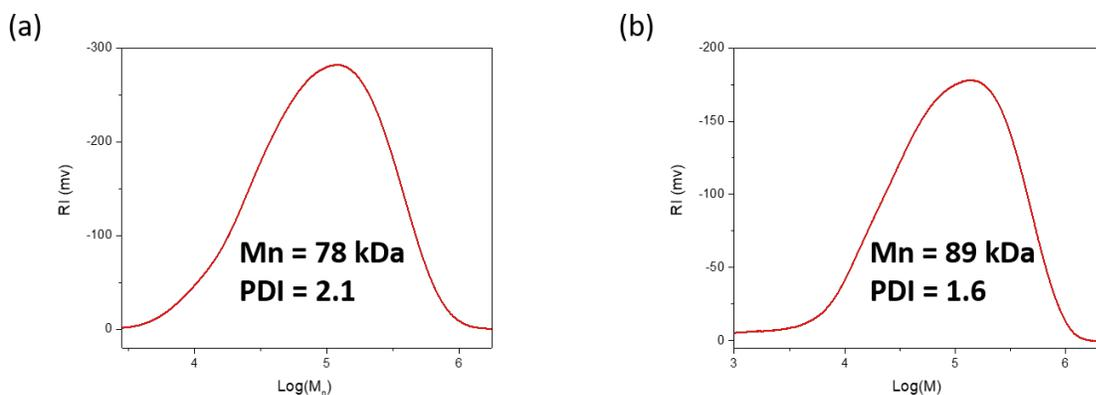 (a)
-300
-200
-100
0
RI (mv)
4
5
6
Log(Mn)
Mn = 78 kDa
PDI = 2.1
(b)
-200
-150
-100
-50
0
RI (mv)
3
4
5
6
Log(M)
Mn = 89 kDa
PDI = 1.6